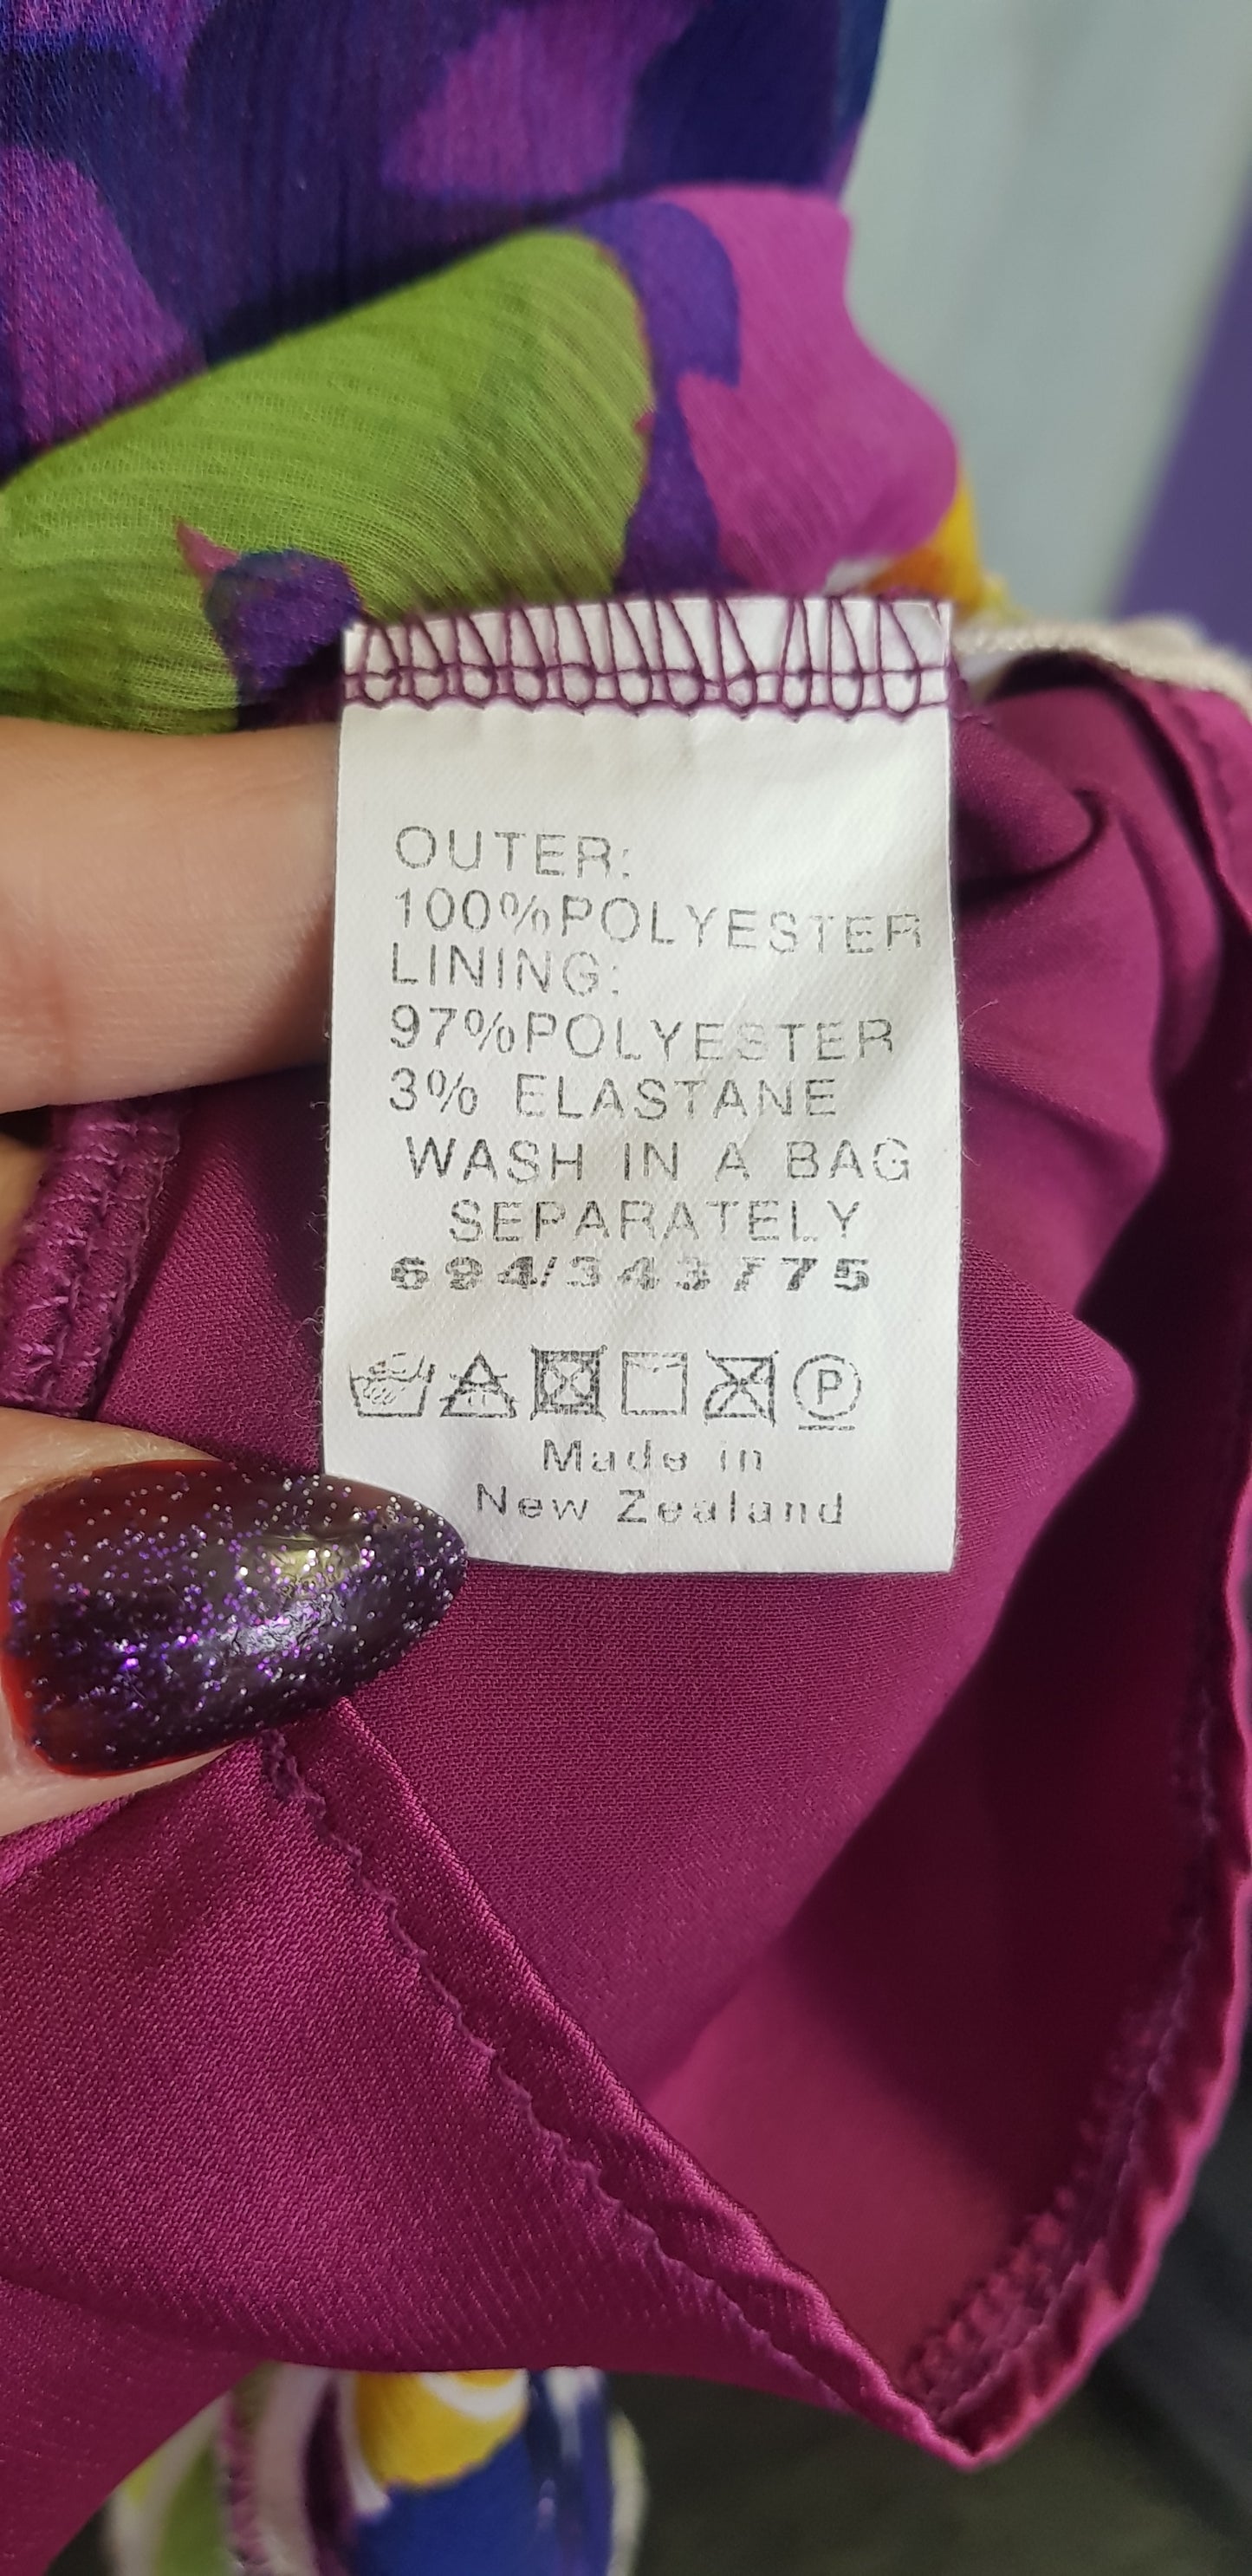 OUTER:
100%POLYESTER
LINING:
97%POLYESTER
3% ELASTANE
WASH IN A BAG
SEPARATELY
694/343775
P
Made in
New Zealand